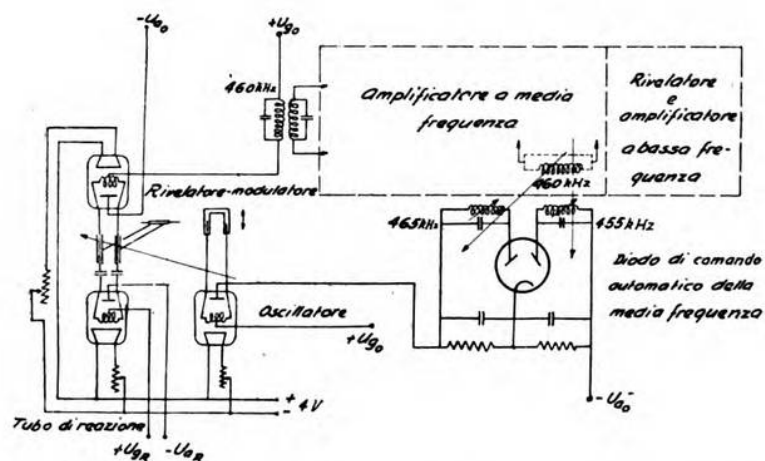 -Ua₀
+Ug₀
460kHz
Amplificatore a media
frequenza
Rivelatore
e
amplificatore
a bassa fre-
quenza
Rivelatore-modulatore
460kHz
465kHz
455kHz
Diodo di comando
automatico della
media frequenza
Oscillatore
+Ug₀
+
- 4V
-Ua₀
Tubo di reazione
+UgR
-UaR